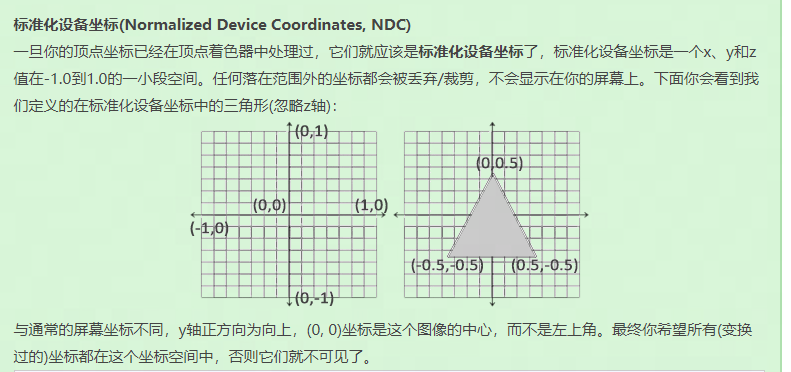 标准化设备坐标(Normalized Device Coordinates, NDC)
一旦你的顶点坐标已经在顶点着色器中处理过，它们就应该是标准化设备坐标了，标准化设备坐标是一个x、y和z
值在-1.0到1.0的一小段空间。任何落在范围外的坐标都会被丢弃/裁剪，不会显示在你的屏幕上。下面你会看到我
们定义的在标准化设备坐标中的三角形(忽略z轴)：
(0,1)
(0,0)
(1,0)
(-1,0)
(0,-1)
(0,0.5)
(-0.5,-0.5)
(0.5,-0.5)
与通常的屏幕坐标不同，y轴正方向为向上，(0, 0)坐标是这个图像的中心，而不是左上角。最终你希望所有(变换
过的)坐标都在这个坐标空间中，否则它们就不可见了。